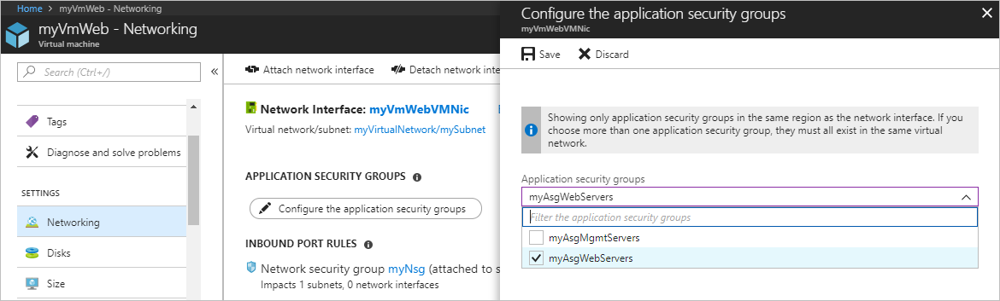 Home > myVmWeb - Networking
myVmWeb - Networking
Virtual machine
Search (Ctrl+/)
«
Tags
Diagnose and solve problems
SETTINGS
Networking
Disks
Size
Attach network interface
Detach network inte
Network Interface: myVmWebVMNic
Virtual network/subnet: myVirtualNetwork/mySubnet
APPLICATION SECURITY GROUPS
Configure the application security groups
INBOUND PORT RULES
Network security group myNsg (attached to s
Impacts 1 subnets, 0 network interfaces
Configure the application security groups
myVmWebVMNic
Save
Discard
Showing only application security groups in the same region as the network interface. If you
choose more than one application security group, they must all exist in the same virtual
network.
Application security groups
myAsgWebServers
Filter the application security groups
myAsgMgmtServers
myAsgWebServers